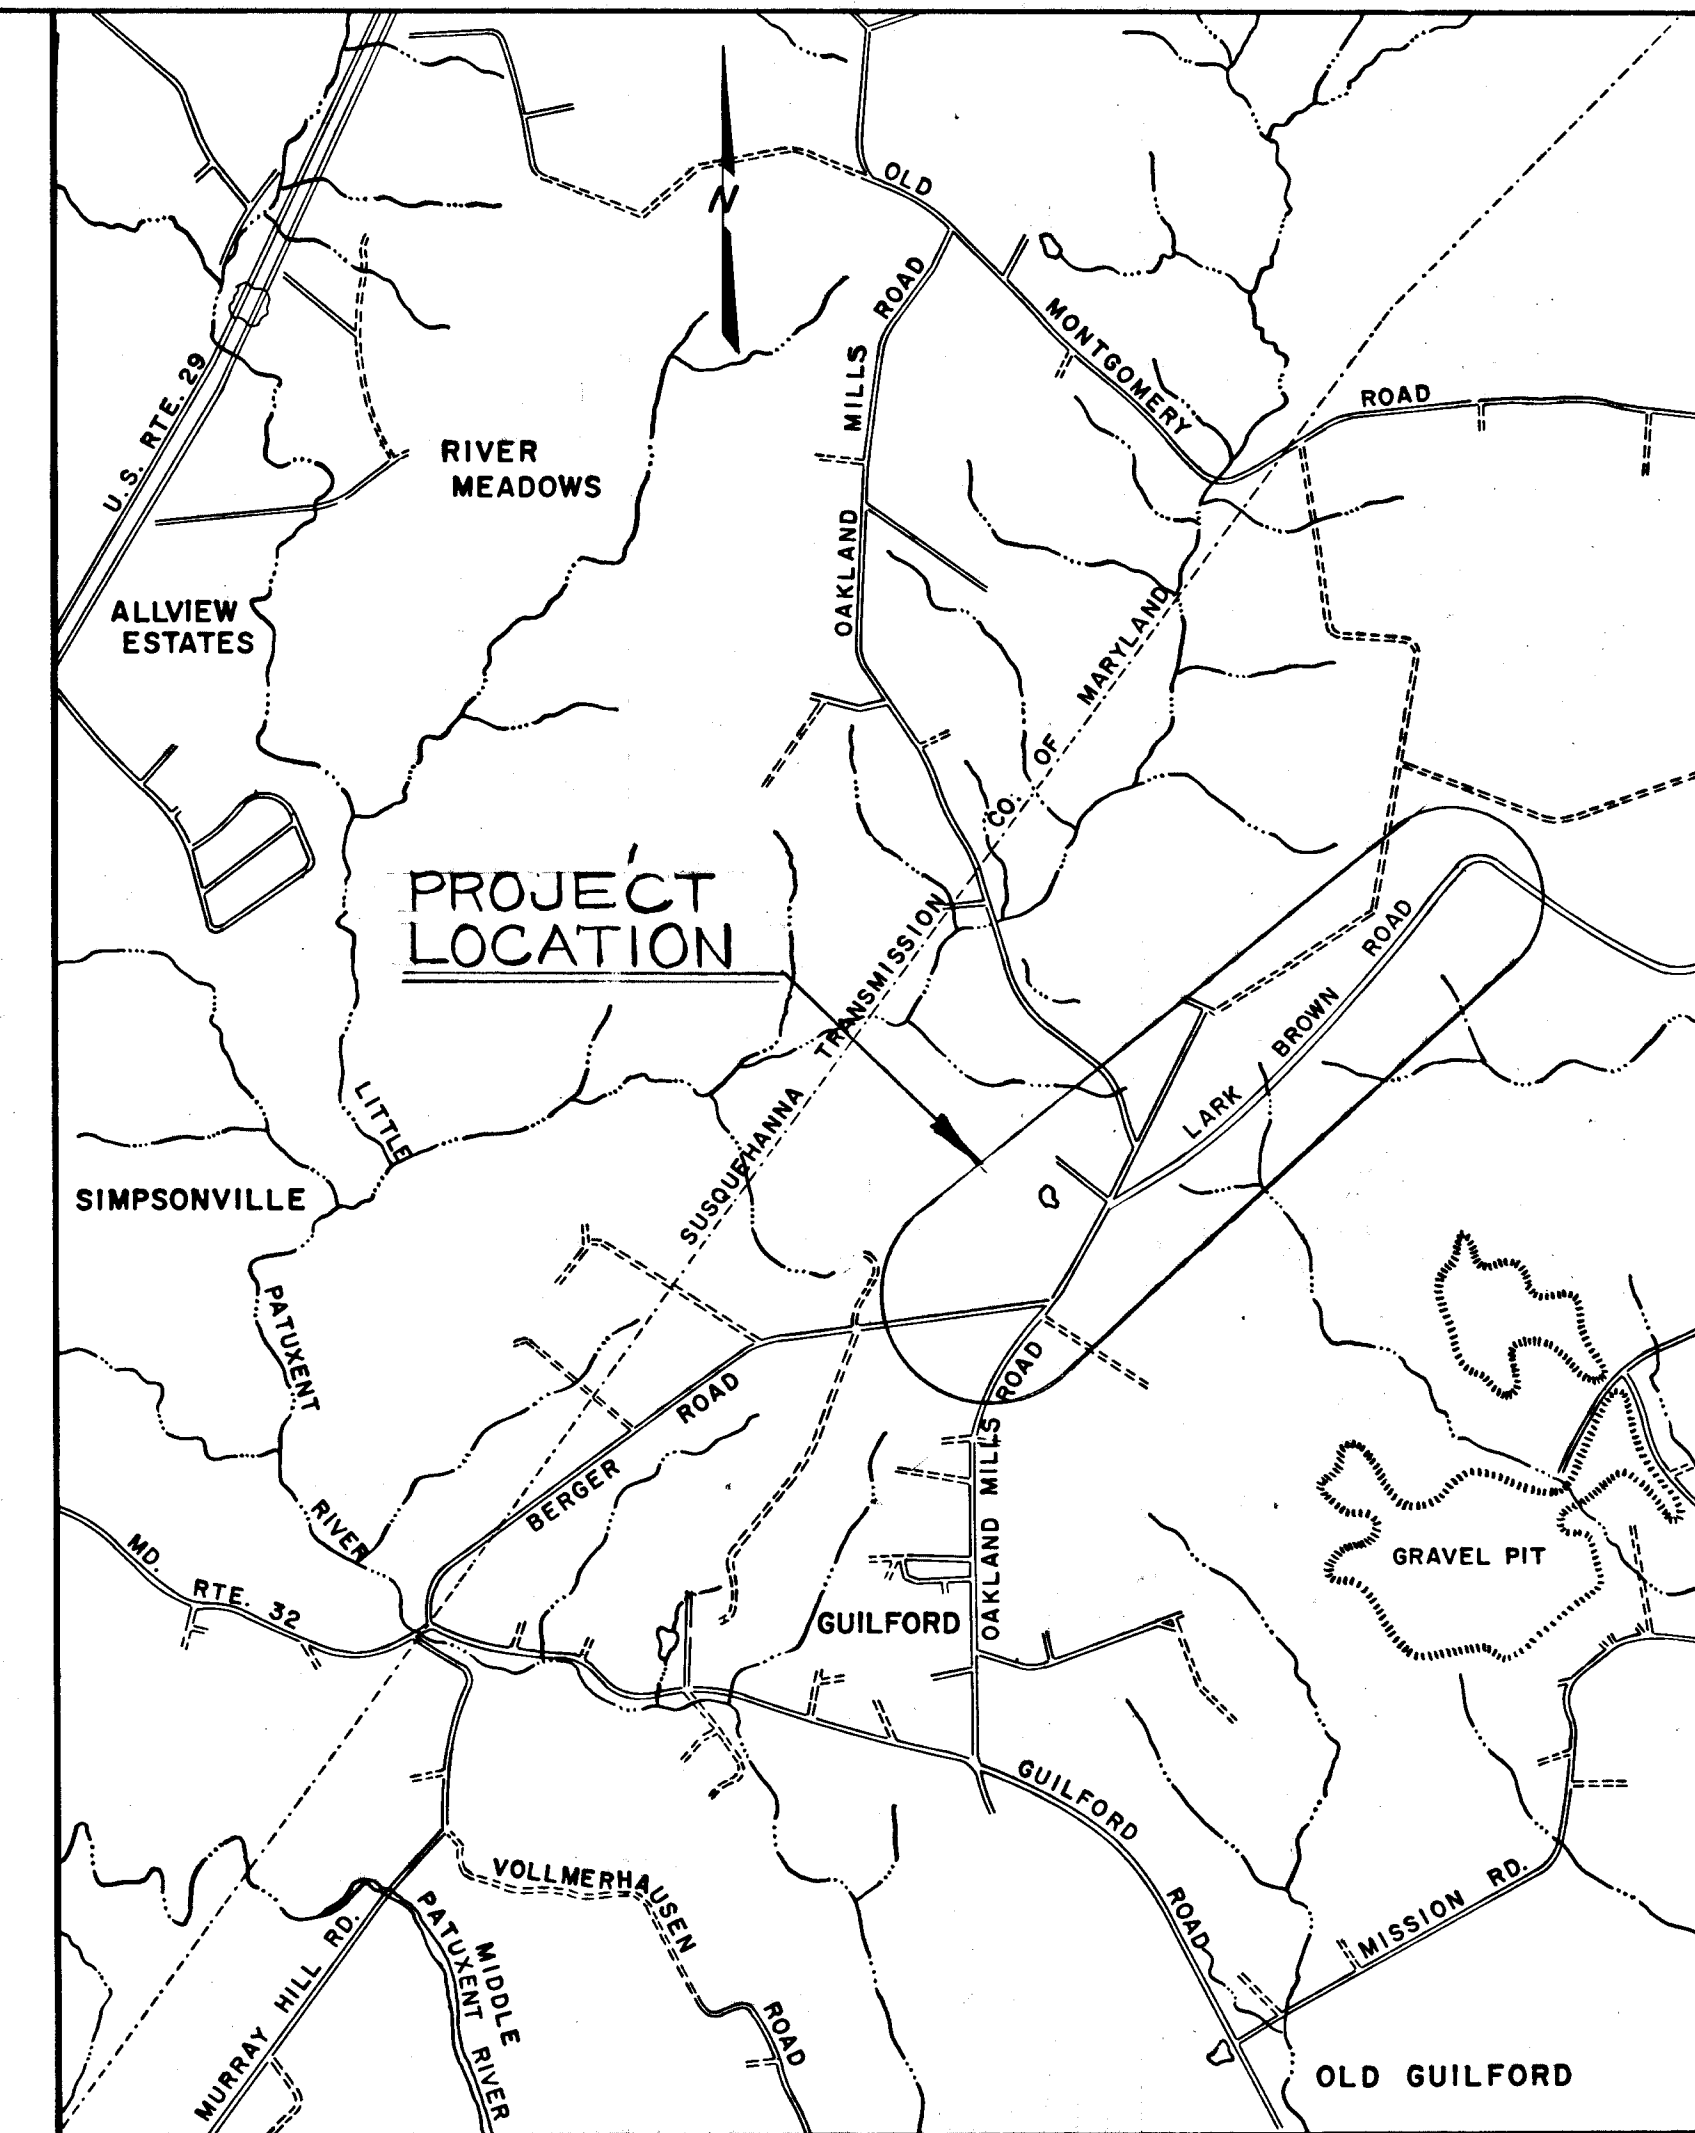 N
OLD
MONTGOMERY
ROAD
OAKLAND MILLS ROAD
U.S. RTE. 29
RIVER
MEADOWS
ALLVIEW
ESTATES
PROJECT
LOCATION
SUSQUEHANNA TRANSMISSION CO. OF MARYLAND
LARK BROWN ROAD
LITTLE
PATUXENT
RIVER
SIMPSONVILLE
BERGER ROAD
OAKLAND MILLS ROAD
MD. RTE. 32
GUILFORD
GRAVEL PIT
GUILFORD ROAD
VOLLMERHAUSEN ROAD
MURRAY HILL RD.
MIDDLE
PATUXENT RIVER
MISSION RD.
OLD GUILFORD